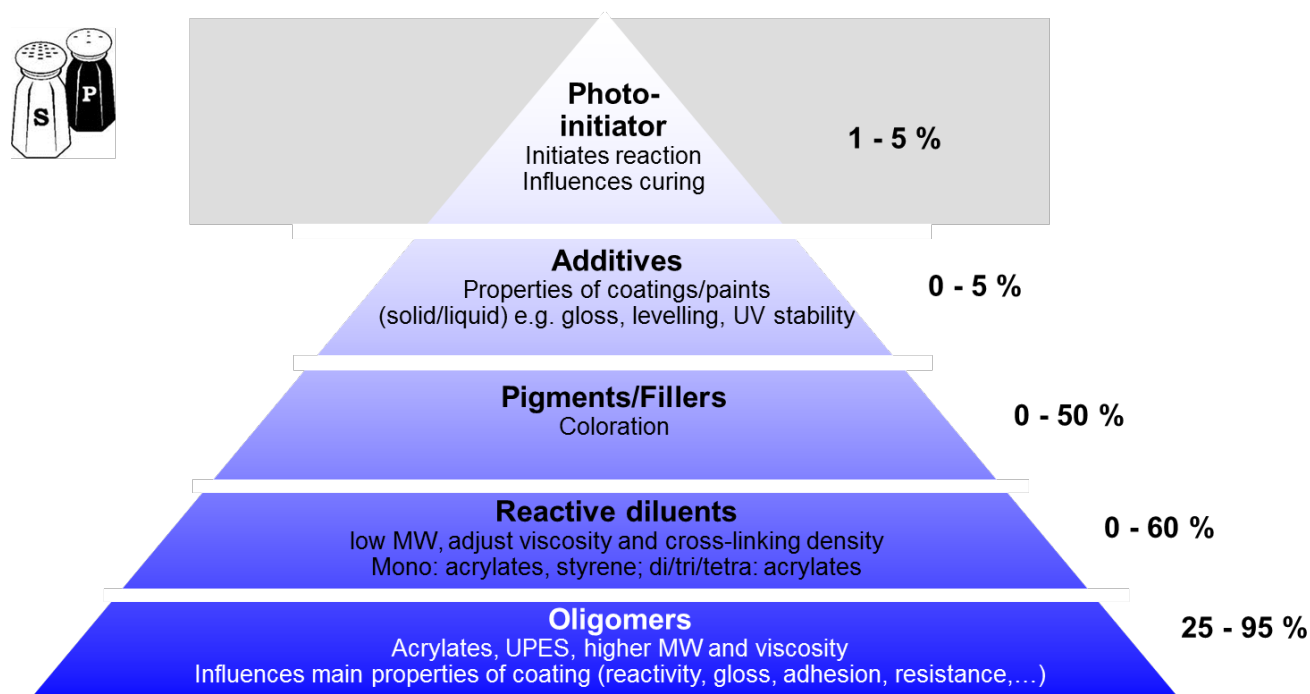 S
P
Photo-
initiator
Initiates reaction
Influences curing
1 - 5 %
Additives
Properties of coatings/paints
(solid/liquid) e.g. gloss, levelling, UV stability
0 - 5 %
Pigments/Fillers
Coloration
0 - 50 %
Reactive diluents
low MW, adjust viscosity and cross-linking density
Mono: acrylates, styrene; di/tri/tetra: acrylates
0 - 60 %
Oligomers
Acrylates, UPES, higher MW and viscosity
Influences main properties of coating (reactivity, gloss, adhesion, resistance,…)
25 - 95 %